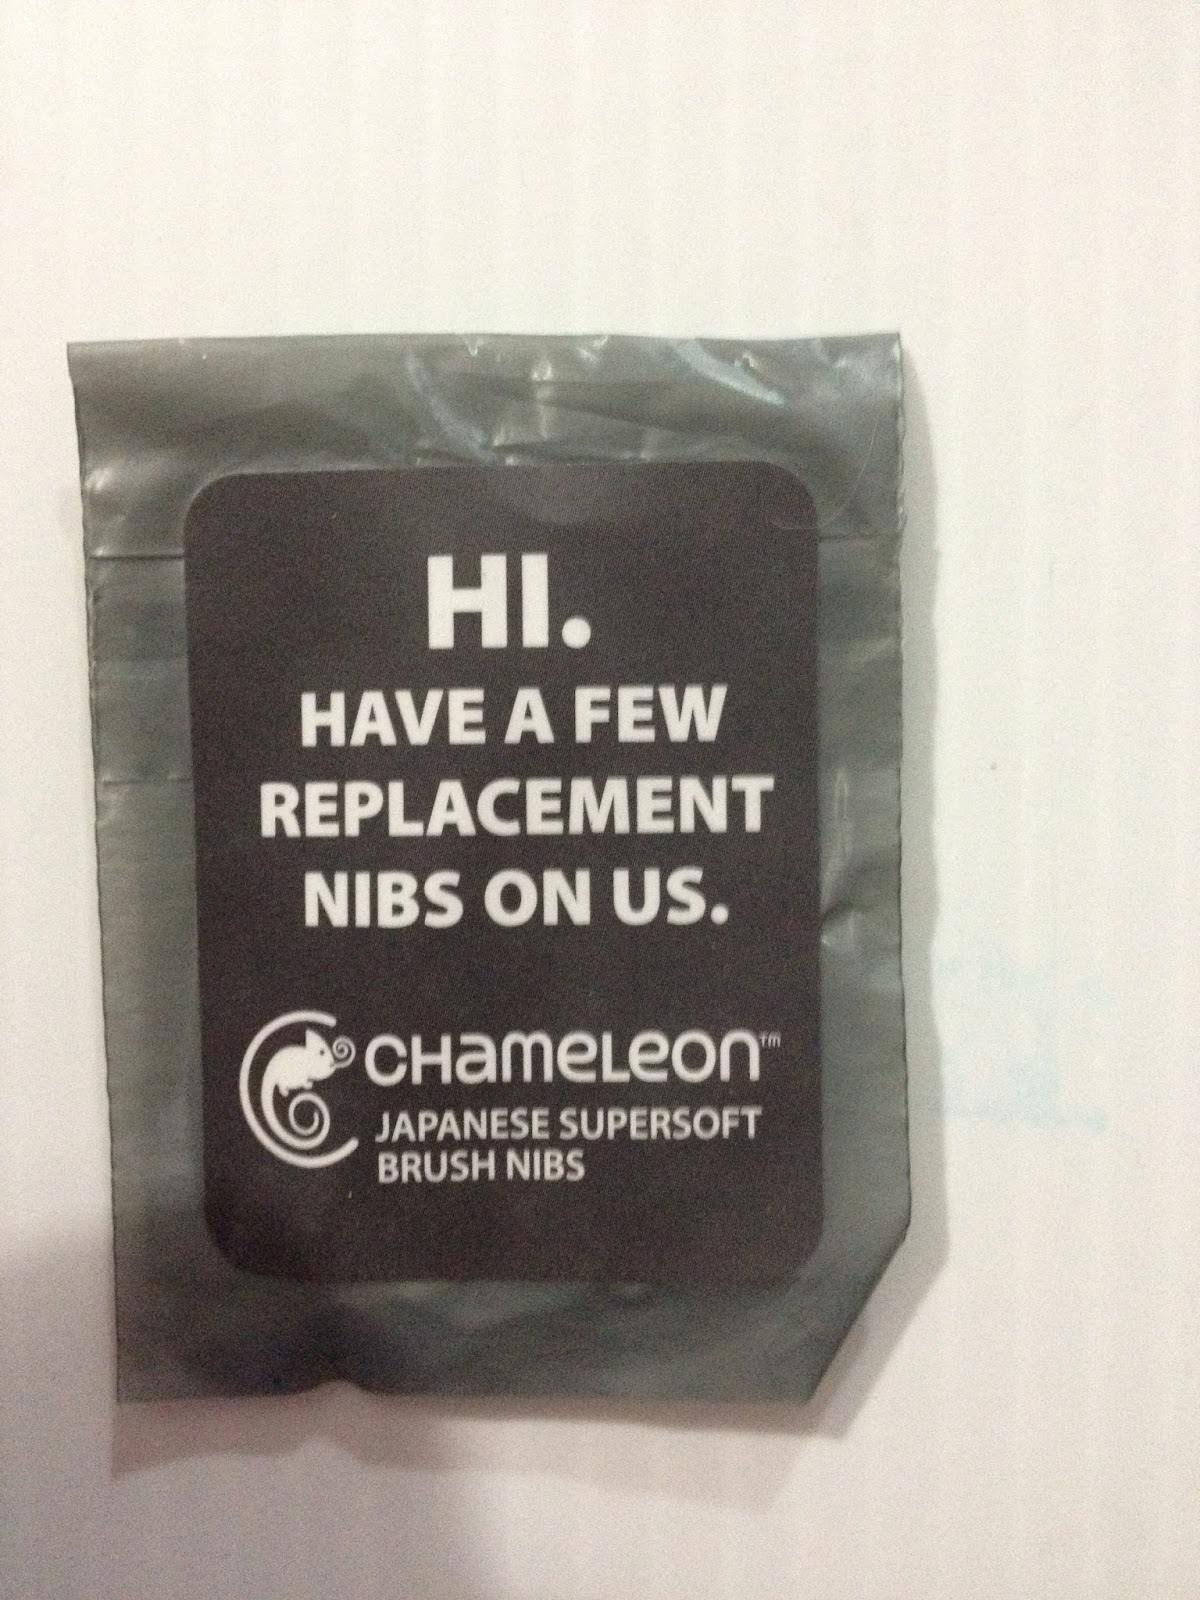 HI.
HAVE A FEW
REPLACEMENT
NIBS ON US.
CHameLeon™
JAPANESE SUPERSOFT
BRUSH NIBS